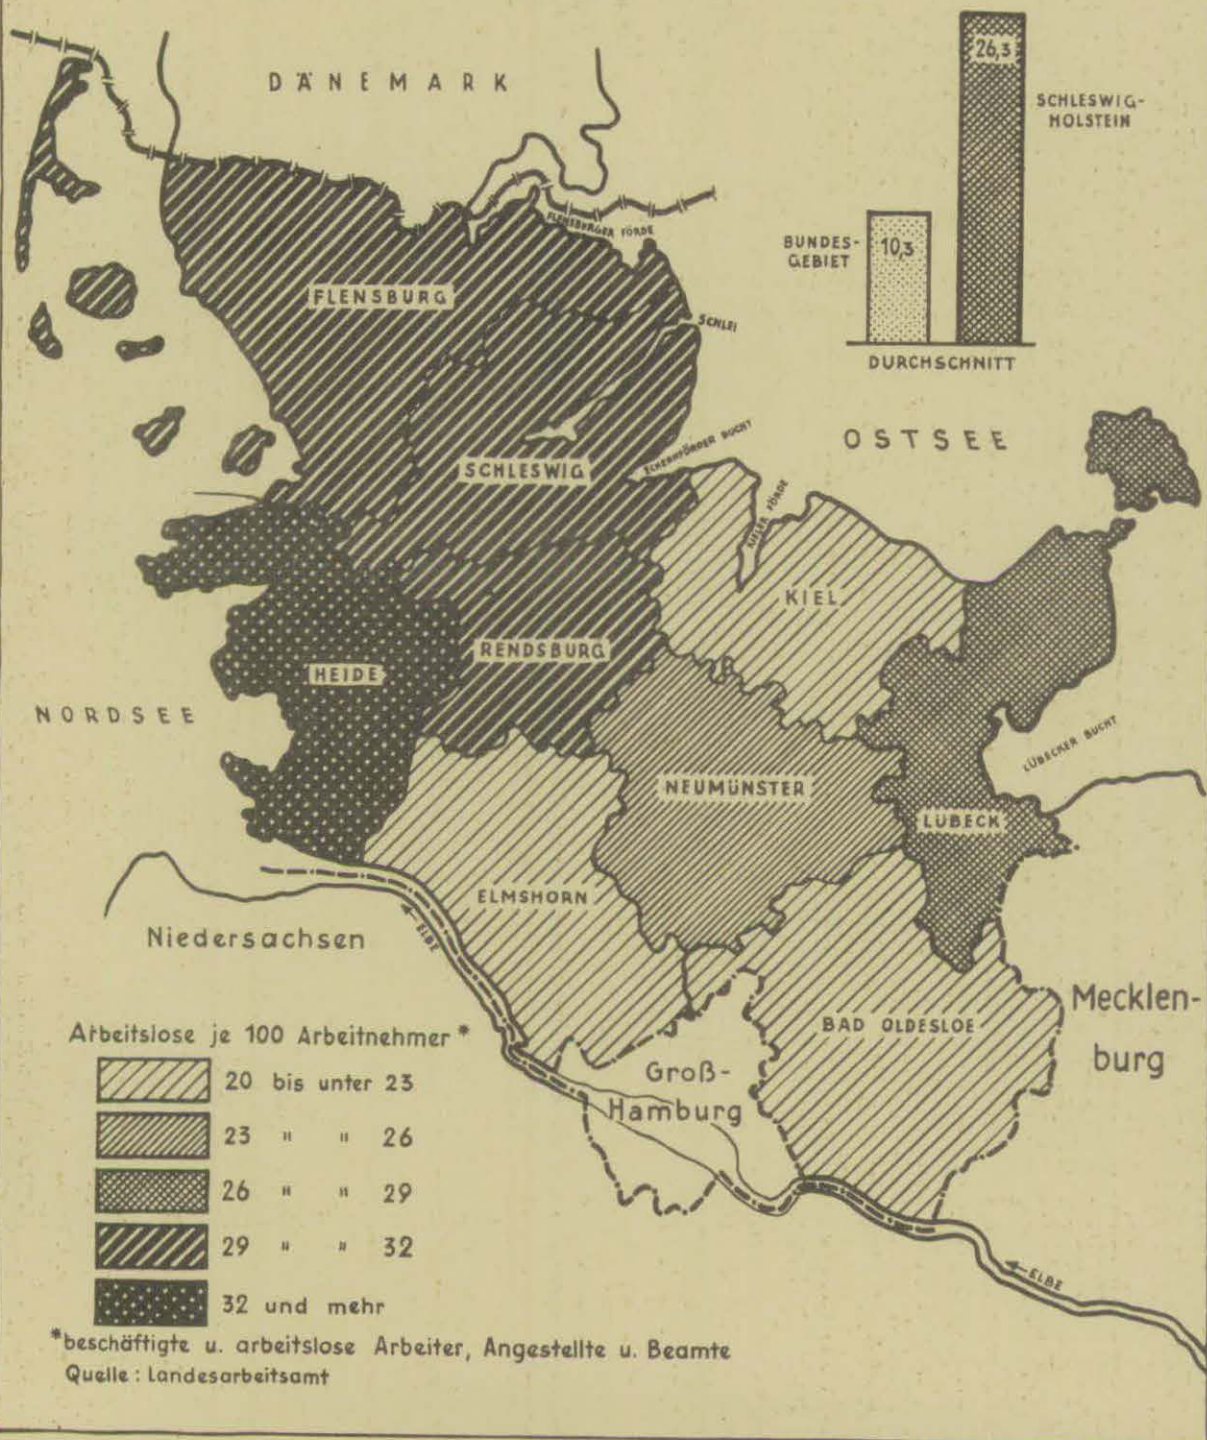 DÄNEMARK
26,3
SCHLESWIG-
HOLSTEIN
BUNDES-
GEBIET
10,3
DURCHSCHNITT
FLENSBURGER FÖRDE
FLENSBURG
SCHLEI
OSTSEE
ECKERNFÖRDER BUCHT
SCHLESWIG
KIELER FÖRDE
KIEL
RENDSBURG
HEIDE
NORDSEE
LÜBECKER BUCHT
NEUMÜNSTER
LÜBECK
ELMSHORN
ELBE
Niedersachsen
Mecklen-
burg
BAD OLDESLOE
Groß-
Hamburg
Arbeitslose je 100 Arbeitnehmer*
20 bis unter 23
23 " " 26
26 " " 29
29 " " 32
32 und mehr
ELBE
*beschäftigte u. arbeitslose Arbeiter, Angestellte u. Beamte
Quelle: Landesarbeitsamt